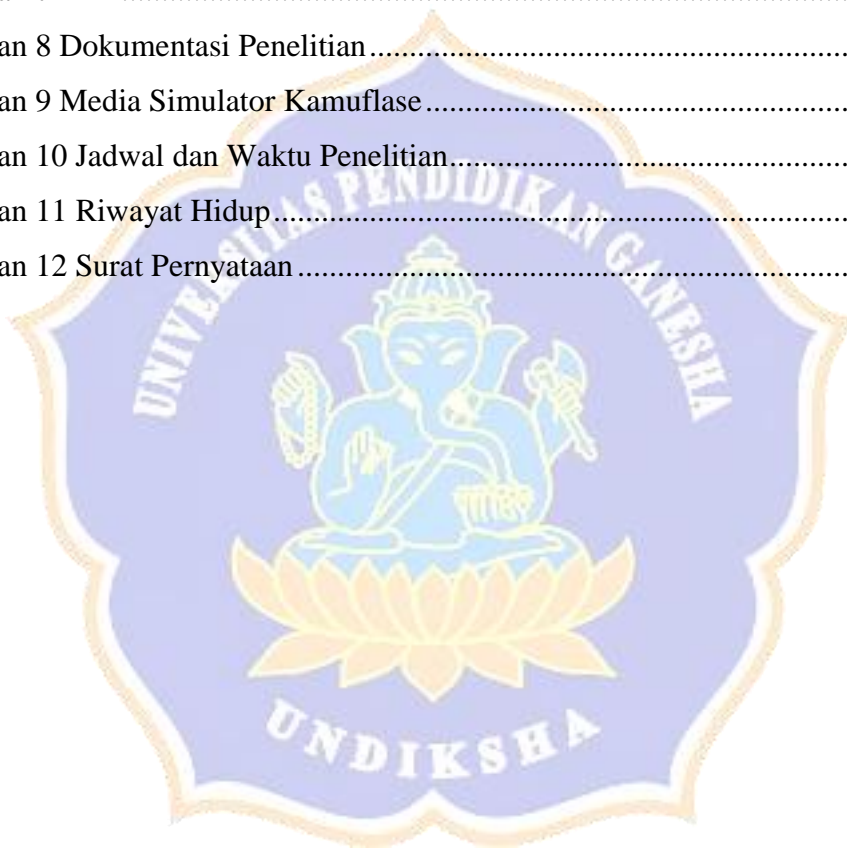 an 8 Dokumentasi Penelitian
an 9 Media Simulator Kamuflase
an 10 Jadwal dan Waktu Penelitian
an 11 Riwayat Hidup
an 12 Surat Pernyataan
UNIVERSITAS PENDIDIKAN GANESHA
UNDIKSHA